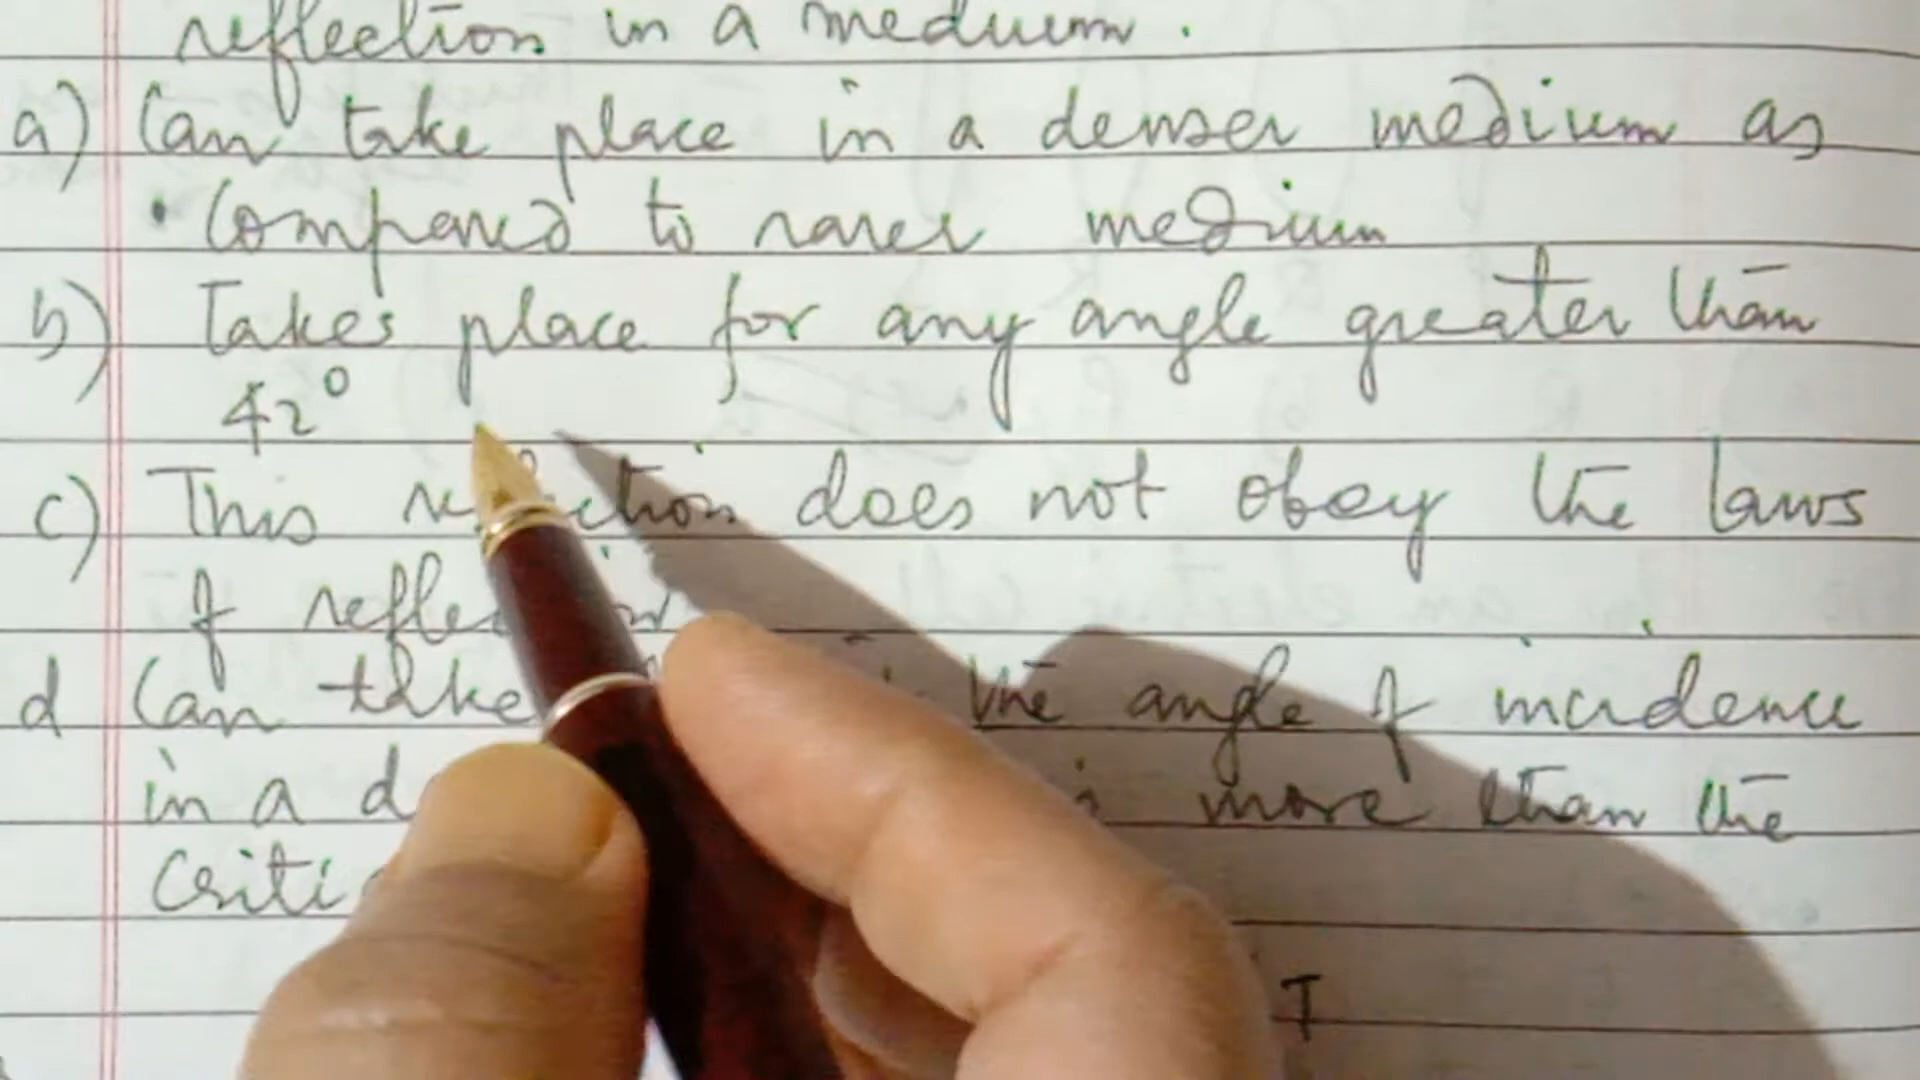 reflection in a medium.
a) Can take place in a denser medium as
compared to rarer medium
b) Takes place for any angle greater than
42°
c) This does not obey the laws
of
d Can take the angle of incidence
in a more than the
T